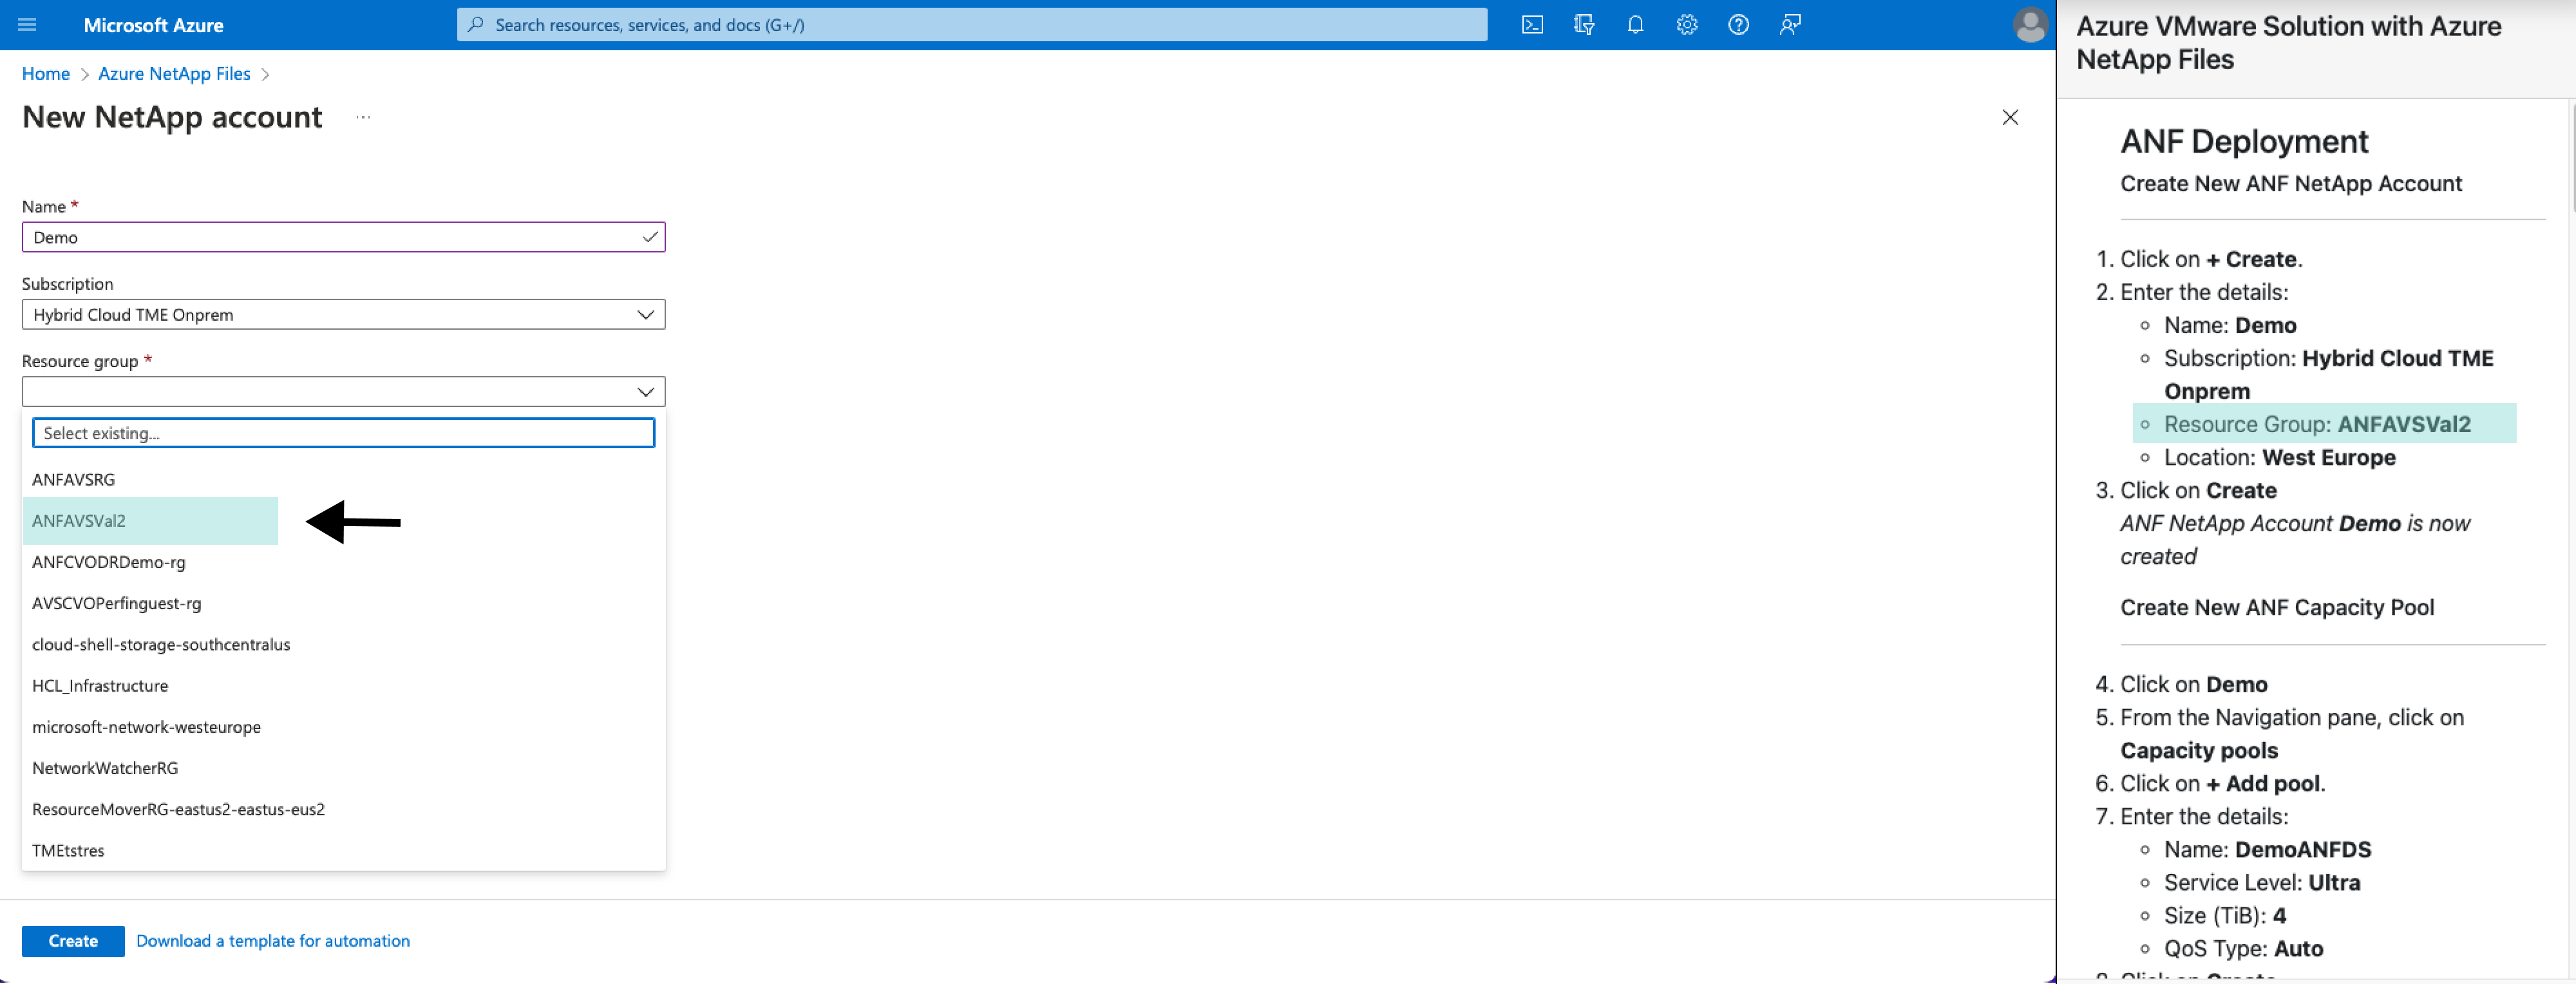 Microsoft Azure
Search resources, services, and docs (G+/)
Home > Azure NetApp Files >
New NetApp account ...
Name *
Demo
Subscription
Hybrid Cloud TME Onprem
Resource group *
Select existing...
ANFAVSRG
ANFAVSVal2
ANFCVODRDemo-rg
AVSCVOPerfinguest-rg
cloud-shell-storage-southcentralus
HCL_Infrastructure
microsoft-network-westeurope
NetworkWatcherRG
ResourceMoverRG-eastus2-eastus-eus2
TMEtstres
Create Download a template for automation
Azure VMware Solution with Azure
NetApp Files
ANF Deployment
Create New ANF NetApp Account
1. Click on + Create.
2. Enter the details:
Name: Demo
Subscription: Hybrid Cloud TME
Onprem
Resource Group: ANFAVSVal2
Location: West Europe
3. Click on Create
ANF NetApp Account Demo is now
created
Create New ANF Capacity Pool
4. Click on Demo
5. From the Navigation pane, click on
Capacity pools
6. Click on + Add pool.
7. Enter the details:
Name: DemoANFDS
Service Level: Ultra
Size (TiB): 4
QoS Type: Auto
8. Click on Create